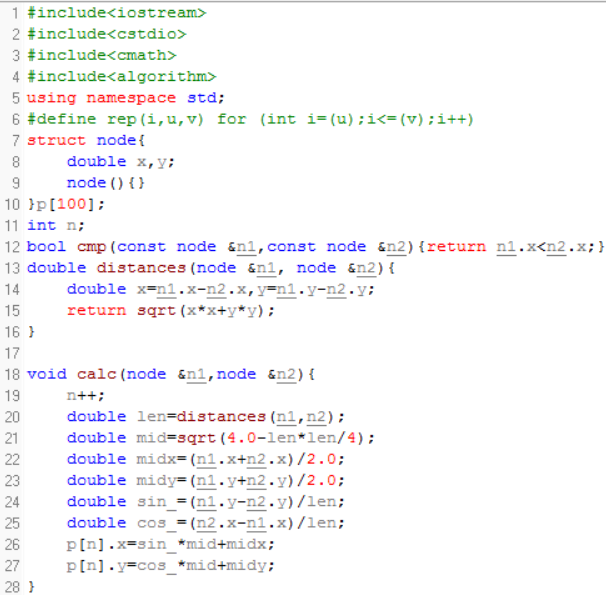 1 #include<iostream>
2 #include<cstdio>
3 #include<cmath>
4 #include<algorithm>
5 using namespace std;
6 #define rep(i,u,v) for (int i=(u);i<=(v);i++)
7 struct node{
8     double x,y;
9     node(){}
10 }p[100];
11 int n;
12 bool cmp(const node &n1,const node &n2){return n1.x<n2.x;}
13 double distances(node &n1, node &n2){
14     double x=n1.x-n2.x,y=n1.y-n2.y;
15     return sqrt(x*x+y*y);
16 }
17
18 void calc(node &n1,node &n2){
19     n++;
20     double len=distances(n1,n2);
21     double mid=sqrt(4.0-len*len/4);
22     double midx=(n1.x+n2.x)/2.0;
23     double midy=(n1.y+n2.y)/2.0;
24     double sin_=(n1.y-n2.y)/len;
25     double cos_=(n2.x-n1.x)/len;
26     p[n].x=sin_*mid+midx;
27     p[n].y=cos_*mid+midy;
28 }